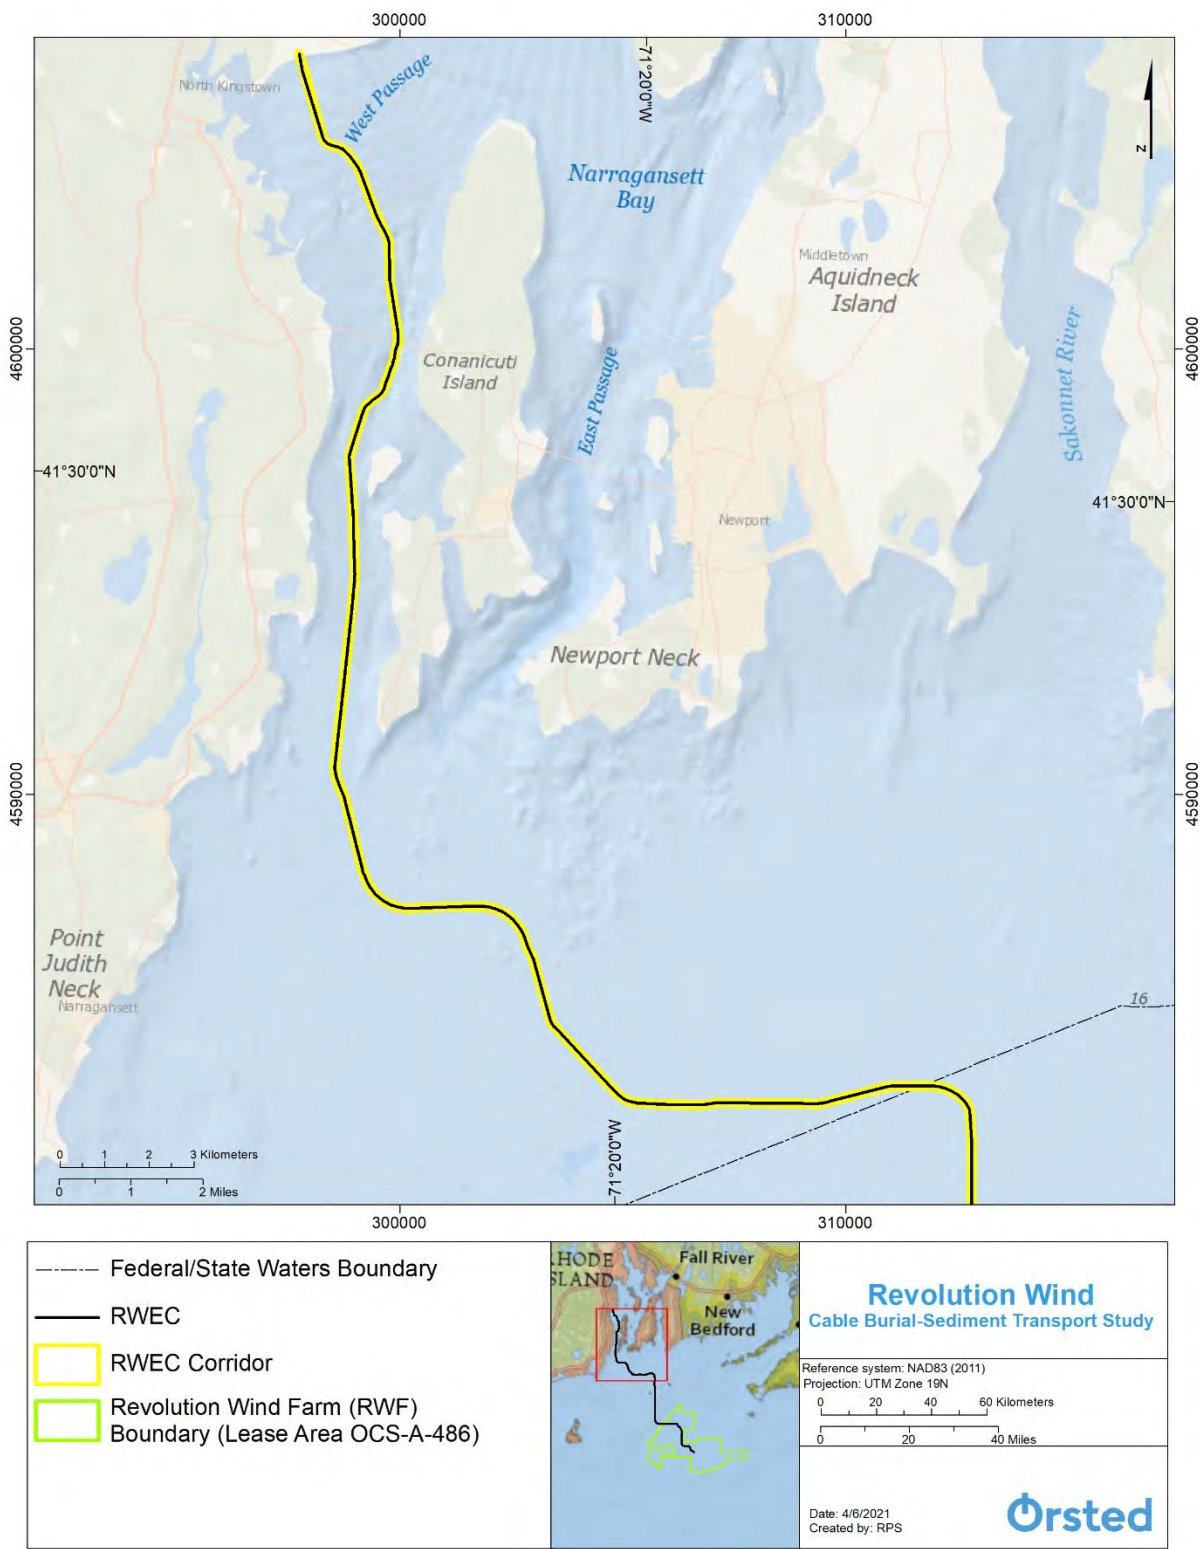 300000
310000
71°20'0"W
North Kingstown
West Passage
z
Narragansett
Bay
Middletown
Aquidneck
Island
4600000
4600000
Conanicuti
Island
East Passage
Sakonnet River
41°30'0"N
41°30'0"N
Newport
Newport Neck
4590000
4590000
Point
Judith
Neck
Narragansett
16
71°20'0"W
0 1 2 3 Kilometers
0 1 2 Miles
300000
310000
Federal/State Waters Boundary
RWEC
RWEC Corridor
Revolution Wind Farm (RWF)
Boundary (Lease Area OCS-A-486)
RHODE
ISLAND
Fall River
New
Bedford
Revolution Wind
Cable Burial-Sediment Transport Study
Reference system: NAD83 (2011)
Projection: UTM Zone 19N
0 20 40 60 Kilometers
0 20 40 Miles
Date: 4/6/2021
Created by: RPS
Orsted